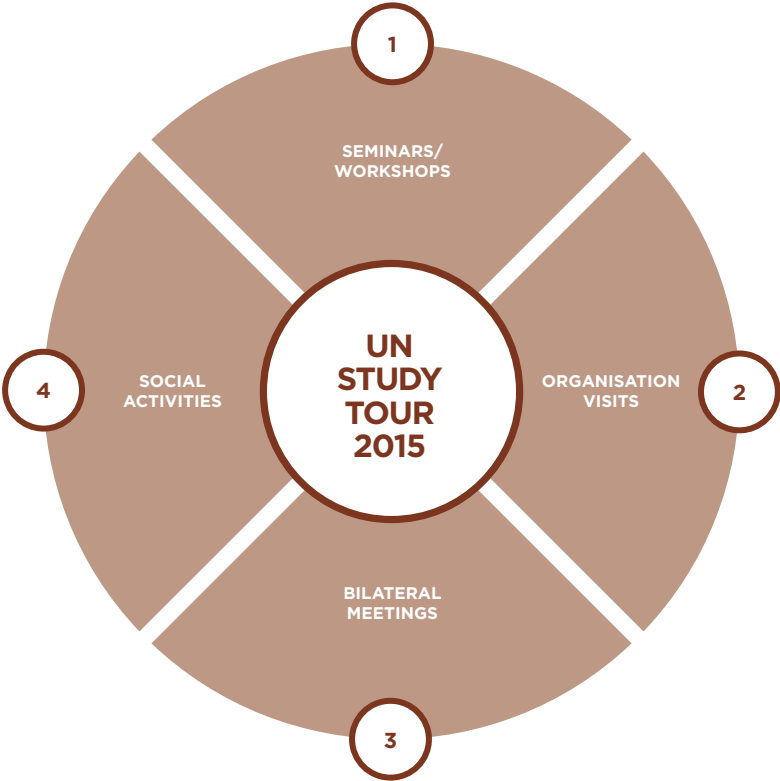 1
SEMINARS/
WORKSHOPS
UN
STUDY
TOUR
2015
ORGANISATION
VISITS
2
BILATERAL
MEETINGS
3
SOCIAL
ACTIVITIES
4